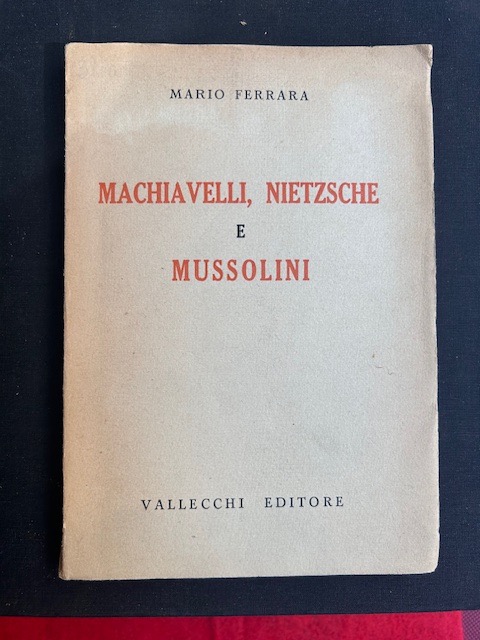 MARIO FERRARA
MACHIAVELLI, NIETZSCHE
E
MUSSOLINI
VALLECCHI EDITORE